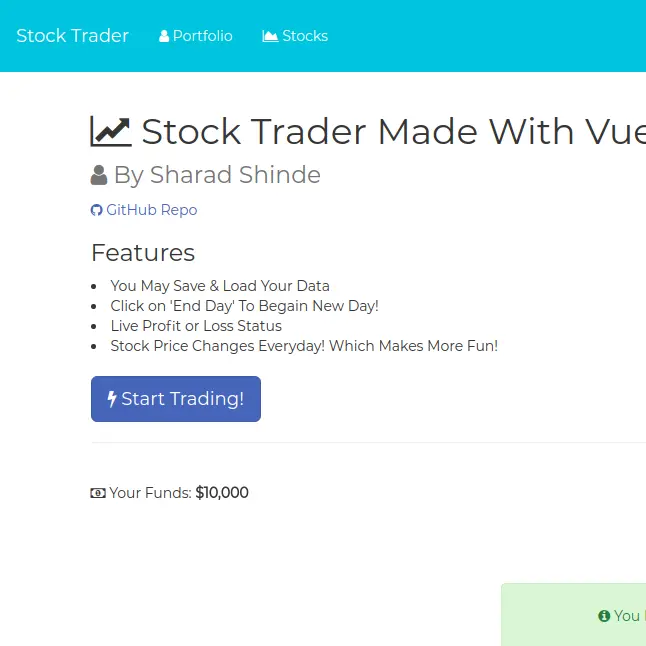 Stock Trader Portfolio Stocks
Stock Trader Made With Vue
By Sharad Shinde
GitHub Repo
Features
You May Save & Load Your Data
Click on 'End Day' To Begain New Day!
Live Profit or Loss Status
Stock Price Changes Everyday! Which Makes More Fun!
Start Trading!
Your Funds: $10,000
You